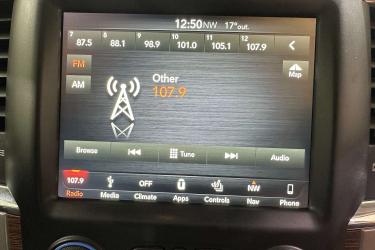 12:50 NW 17° out.
7 8 9 10 11 12
87.5 88.1 98.9 101.0 105.1 107.9
FM
AM
Other
107.9
Map
Browse Tune Audio
107.9 OFF NW
Radio Media Climate Apps Controls Nav Phone